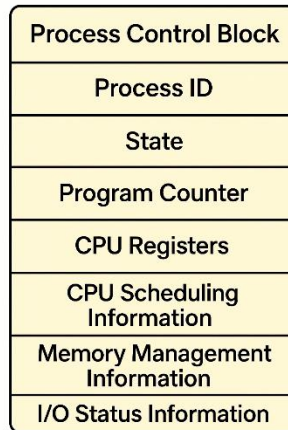 Process Control Block
Process ID
State
Program Counter
CPU Registers
CPU Scheduling
Information
Memory Management
Information
I/O Status Information